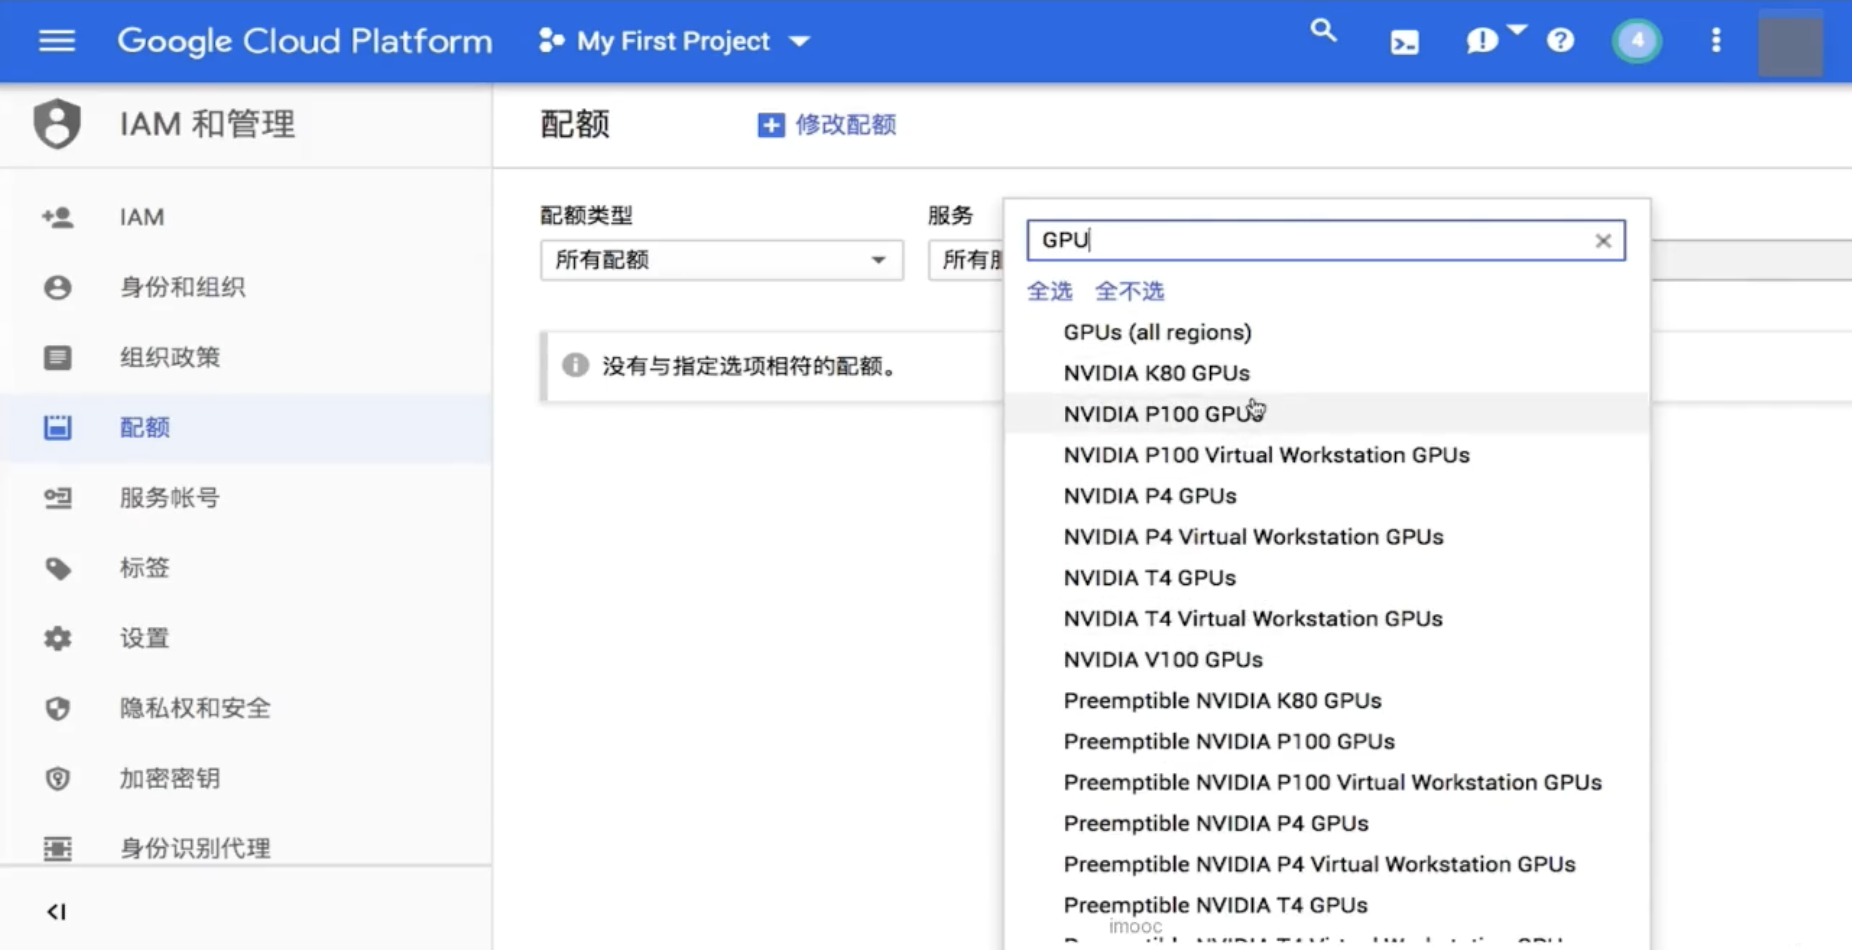 Google Cloud Platform
My First Project
4
IAM 和管理
IAM
身份和组织
组织政策
配额
服务帐号
标签
设置
隐私权和安全
加密密钥
身份识别代理
配额
修改配额
配额类型
所有配额
服务
所有
没有与指定选项相符的配额。
GPU
全选 全不选
GPUs (all regions)
NVIDIA K80 GPUs
NVIDIA P100 GPUs
NVIDIA P100 Virtual Workstation GPUs
NVIDIA P4 GPUs
NVIDIA P4 Virtual Workstation GPUs
NVIDIA T4 GPUs
NVIDIA T4 Virtual Workstation GPUs
NVIDIA V100 GPUs
Preemptible NVIDIA K80 GPUs
Preemptible NVIDIA P100 GPUs
Preemptible NVIDIA P100 Virtual Workstation GPUs
Preemptible NVIDIA P4 GPUs
Preemptible NVIDIA P4 Virtual Workstation GPUs
Preemptible NVIDIA T4 GPUs
imooc